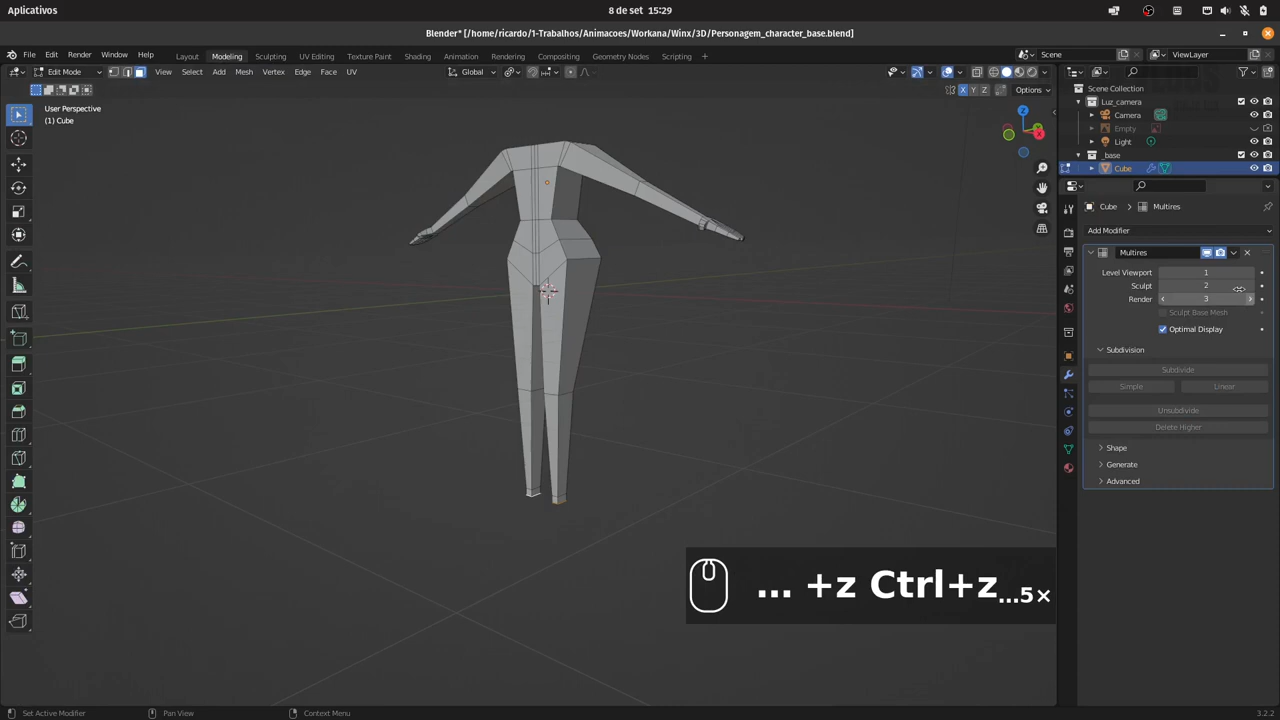 Aplicativos
8 de set 15:29
Blender* [/home/ricardo/1-Trabalhos/Animacoes/Workana/Winx/3D/Personagem_character_base.blend]
File Edit Render Window Help Layout Modeling Sculpting UV Editing Texture Paint Shading Animation Rendering Compositing Geometry Nodes Scripting + Scene ViewLayer
Edit Mode View Select Add Mesh Vertex Edge Face UV Global
X Y Z Options
User Perspective
(1) Cube
Z
Y
X
Scene Collection
Luz_camera
Camera
Empty
Light
_base
Cube
Cube > Multires
Add Modifier
Multires
Level Viewport 1
Sculpt 2
Render 3
Sculpt Base Mesh
Optimal Display
Subdivision
Subdivide
Simple Linear
Unsubdivide
Delete Higher
Shape
Generate
Advanced
... +z Ctrl+z...5×
Set Active Modifier Pan View Context Menu 3.2.2